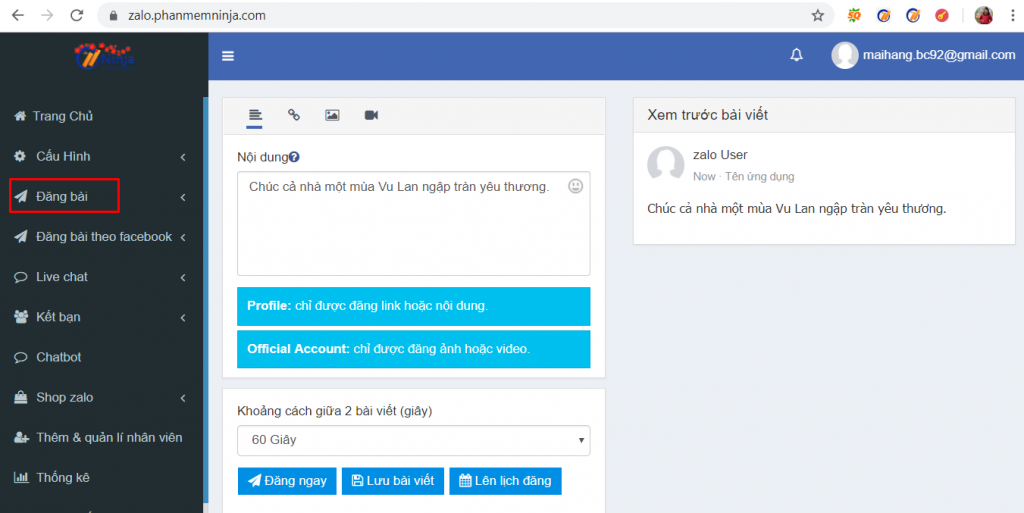 zalo.phanmemninja.com
Ninja
maihang.bc92@gmail.com
Trang Chủ
Cấu Hình
Đăng bài
Đăng bài theo facebook
Live chat
Kết bạn
Chatbot
Shop zalo
Thêm & quản lí nhân viên
Thống kê
Nội dung
Chúc cả nhà một mùa Vu Lan ngập tràn yêu thương.
Profile: chỉ được đăng link hoặc nội dung.
Official Account: chỉ được đăng ảnh hoặc video.
Khoảng cách giữa 2 bài viết (giây)
60 Giây
Đăng ngay Lưu bài viết Lên lịch đăng
Xem trước bài viết
zalo User
Now · Tên ứng dụng
Chúc cả nhà một mùa Vu Lan ngập tràn yêu thương.